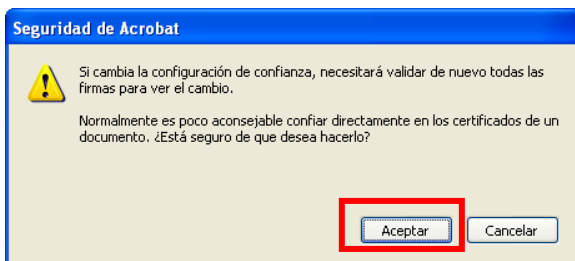 Seguridad de Acrobat
Si cambia la configuración de confianza, necesitará validar de nuevo todas las
firmas para ver el cambio.
Normalmente es poco aconsejable confiar directamente en los certificados de un
documento. ¿Está seguro de que desea hacerlo?
Aceptar
Cancelar